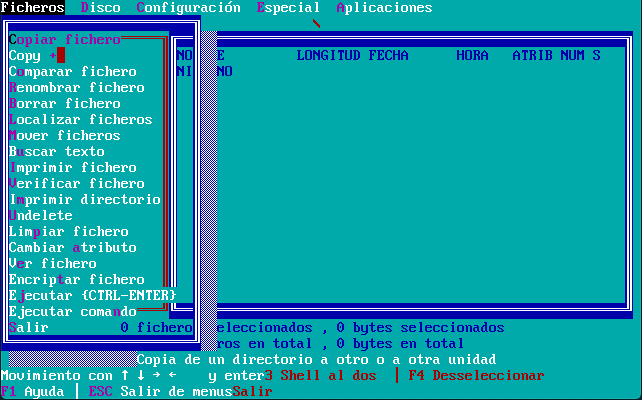 Ficheros Disco Configuración Especial Aplicaciones
Copiar fichero
Copy + NO E LONGITUD FECHA HORA ATRIB NUM S
Comparar fichero NI NO
Renombrar fichero
Borrar fichero
Localizar ficheros
Mover ficheros
Buscar texto
Imprimir fichero
Verificar fichero
Imprimir directorio
Undelete
Limpiar fichero
Cambiar atributo
Ver fichero
Encriptar fichero
Ejecutar {CTRL-ENTER}
Ejecutar comando
Salir 0 fichero eleccionados , 0 bytes seleccionados
ros en total , 0 bytes en total
Copia de un directorio a otro o a otra unidad
Movimiento con ↑ ↓ → ← y enter3 Shell al dos | F4 Desseleccionar
F1 Ayuda | ESC Salir de menusSalir